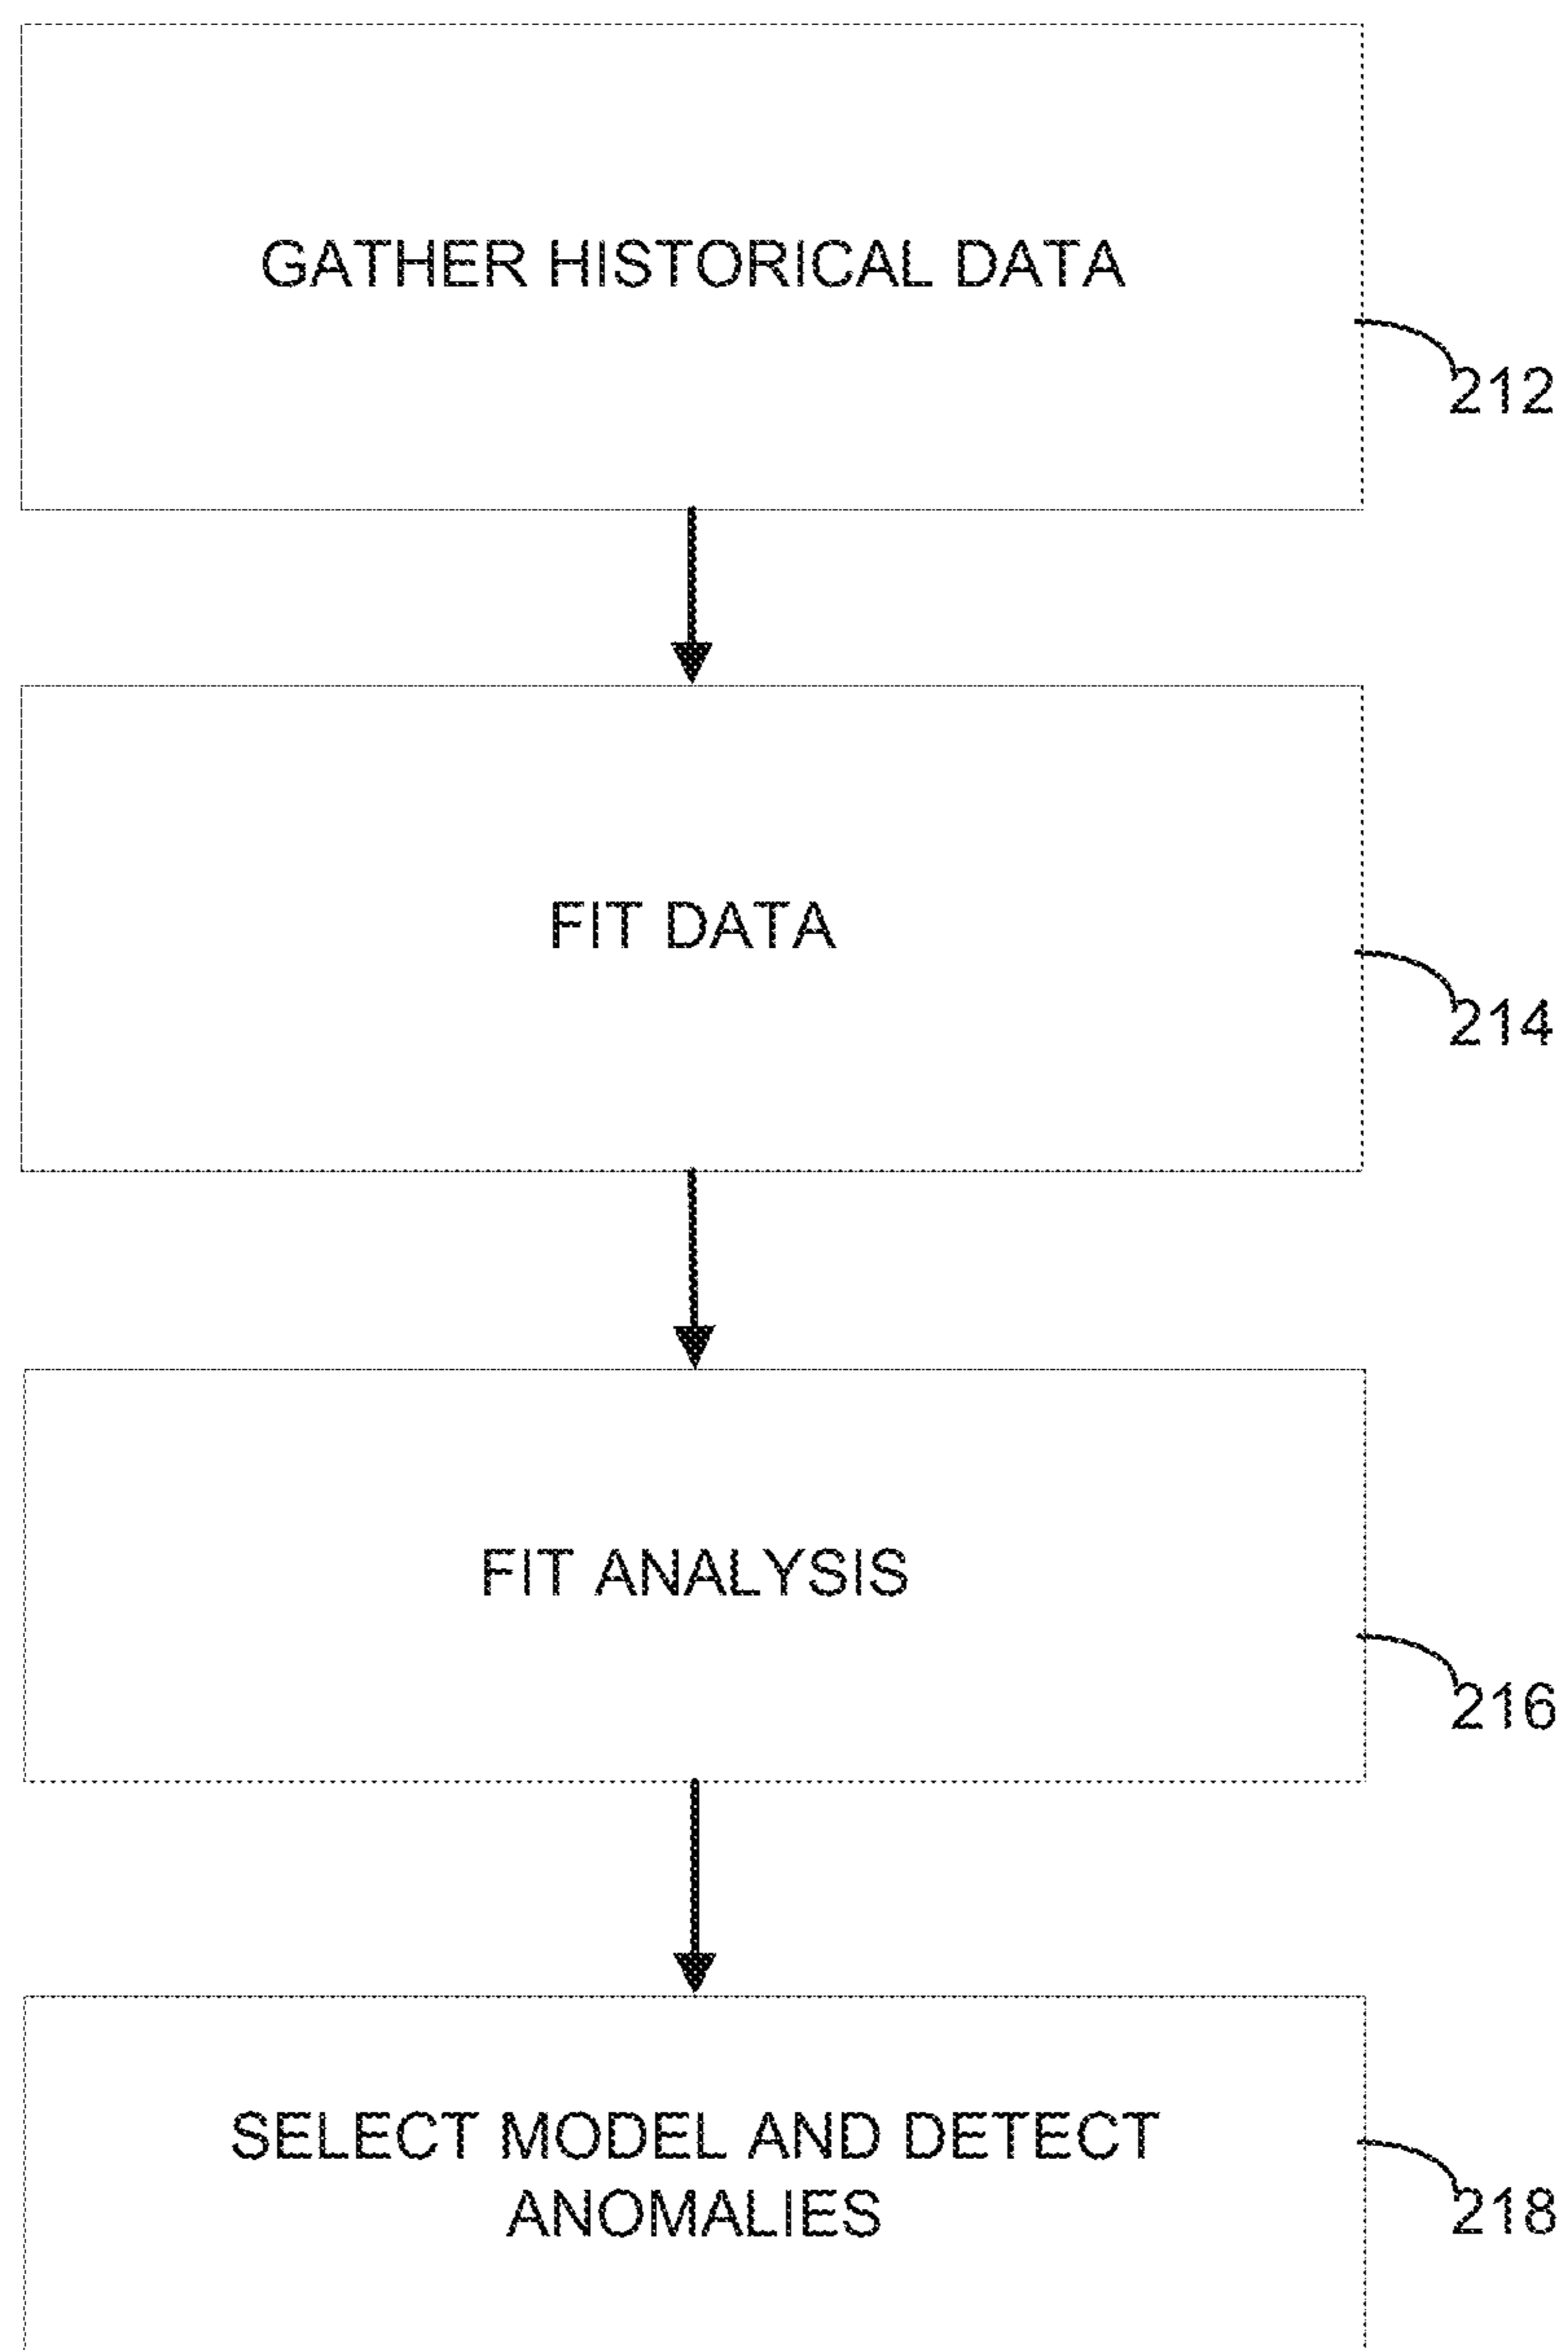 GATHER HISTORICAL DATA
212
FIT DATA
214
FIT ANALYSIS
216
SELECT MODEL AND DETECT
ANOMALIES
218